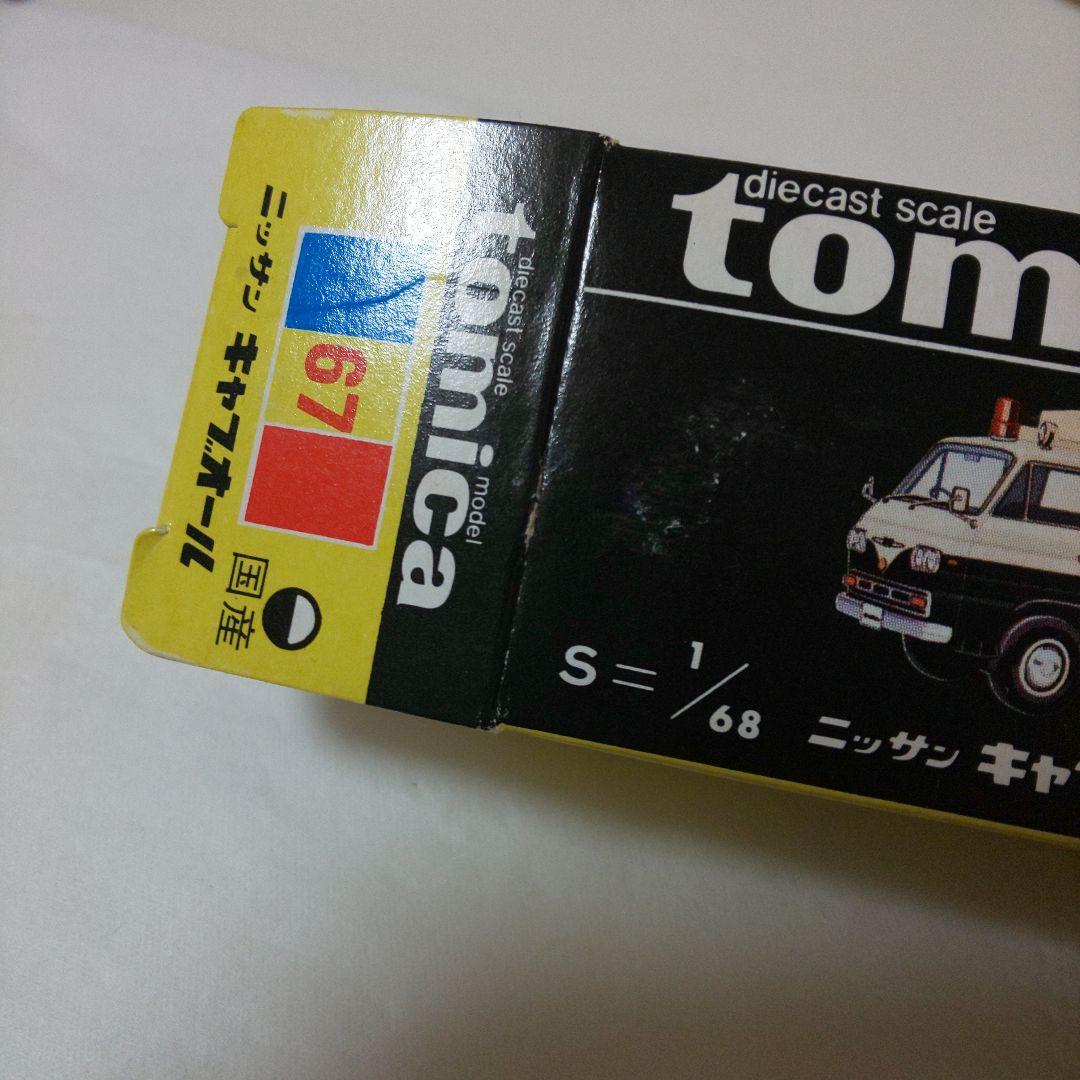 diecast scale
tomica
model
67
ニッサン キャブオール
国産
diecast scale
tom
S=1/68
ニッサン キャ